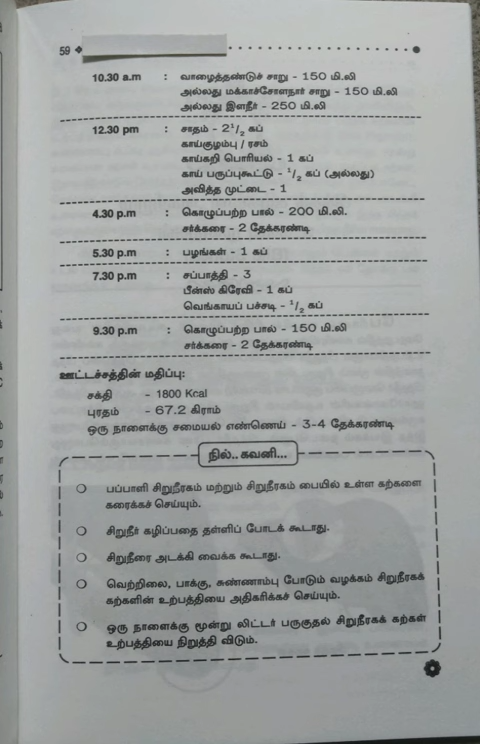 59
10.30 a.m : வாழைத்தண்டுச் சாறு - 150 மி.லி
அல்லது மக்காச்சோளநார் சாறு - 150 மி.லி
அல்லது இளநீர் - 250 மி.லி
12.30 pm : சாதம் - 2 1/2 கப்
காய்குழம்பு / ரசம்
காய்கறி பொரியல் - 1 கப்
காய் பருப்புகூட்டு - 1/2 கப் (அல்லது)
அவித்த முட்டை - 1
4.30 p.m : கொழுப்பற்ற பால் - 200 மி.லி.
சர்க்கரை - 2 தேக்கரண்டி
5.30 p.m : பழங்கள் - 1 கப்
7.30 p.m : சப்பாத்தி - 3
பீன்ஸ் கிரேவி - 1 கப்
வெங்காயப் பச்சடி - 1/2 கப்
9.30 p.m : கொழுப்பற்ற பால் - 150 மி.லி
சர்க்கரை - 2 தேக்கரண்டி
ஊட்டச்சத்தின் மதிப்பு:
சக்தி - 1800 Kcal
புரதம் - 67.2 கிராம்
ஒரு நாளைக்கு சமையல் எண்ணெய் - 3-4 தேக்கரண்டி
நில்.. கவனி...
பப்பாளி சிறுநீரகம் மற்றும் சிறுநீரகம் பையில் உள்ள கற்களை
கரைக்கச் செய்யும்.
சிறுநீர் கழிப்பதை தள்ளிப் போடக் கூடாது.
சிறுநீரை அடக்கி வைக்க கூடாது.
வெற்றிலை, பாக்கு, சுண்ணாம்பு போடும் வழக்கம் சிறுநீரகக்
கற்களின் உற்பத்தியை அதிகரிக்கச் செய்யும்.
ஒரு நாளைக்கு மூன்று லிட்டர் பருகுதல் சிறுநீரகக் கற்கள்
உற்பத்தியை நிறுத்தி விடும்.